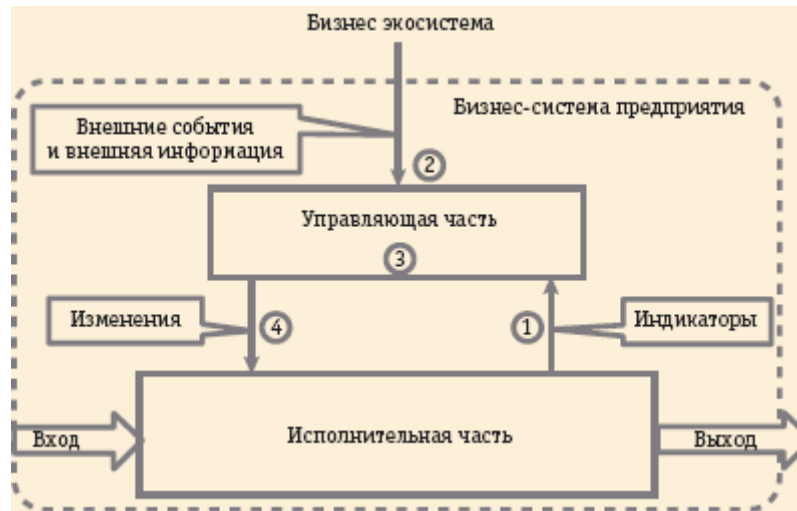 Бизнес экосистема
Бизнес-система предприятия
Внешние события
и внешняя информация
2
Управляющая часть
3
Изменения
4
1
Индикаторы
Вход
Исполнительная часть
Выход